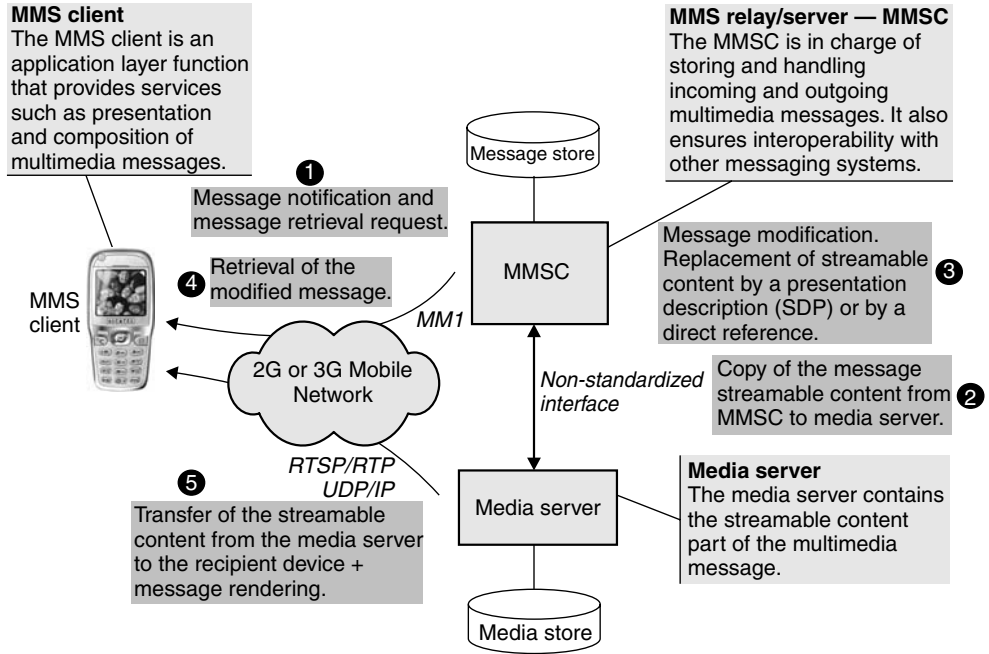 MMS client
The MMS client is an
application layer function
that provides services
such as presentation
and composition of
multimedia messages.
MMS relay/server — MMSC
The MMSC is in charge of
storing and handling
incoming and outgoing
multimedia messages. It also
ensures interoperability with
other messaging systems.
Message store
1
Message notification and
message retrieval request.
MMSC
Message modification.
Replacement of streamable
content by a presentation
description (SDP) or by a
direct reference.
3
4
Retrieval of the
modified message.
MM1
MMS
client
ALCATEL
2G or 3G Mobile
Network
Non-standardized
interface
Copy of the message
streamable content from
MMSC to media server.
2
RTSP/RTP
UDP/IP
5
Transfer of the streamable
content from the media server
to the recipient device +
message rendering.
Media server
Media server
The media server contains
the streamable content
part of the multimedia
message.
Media store